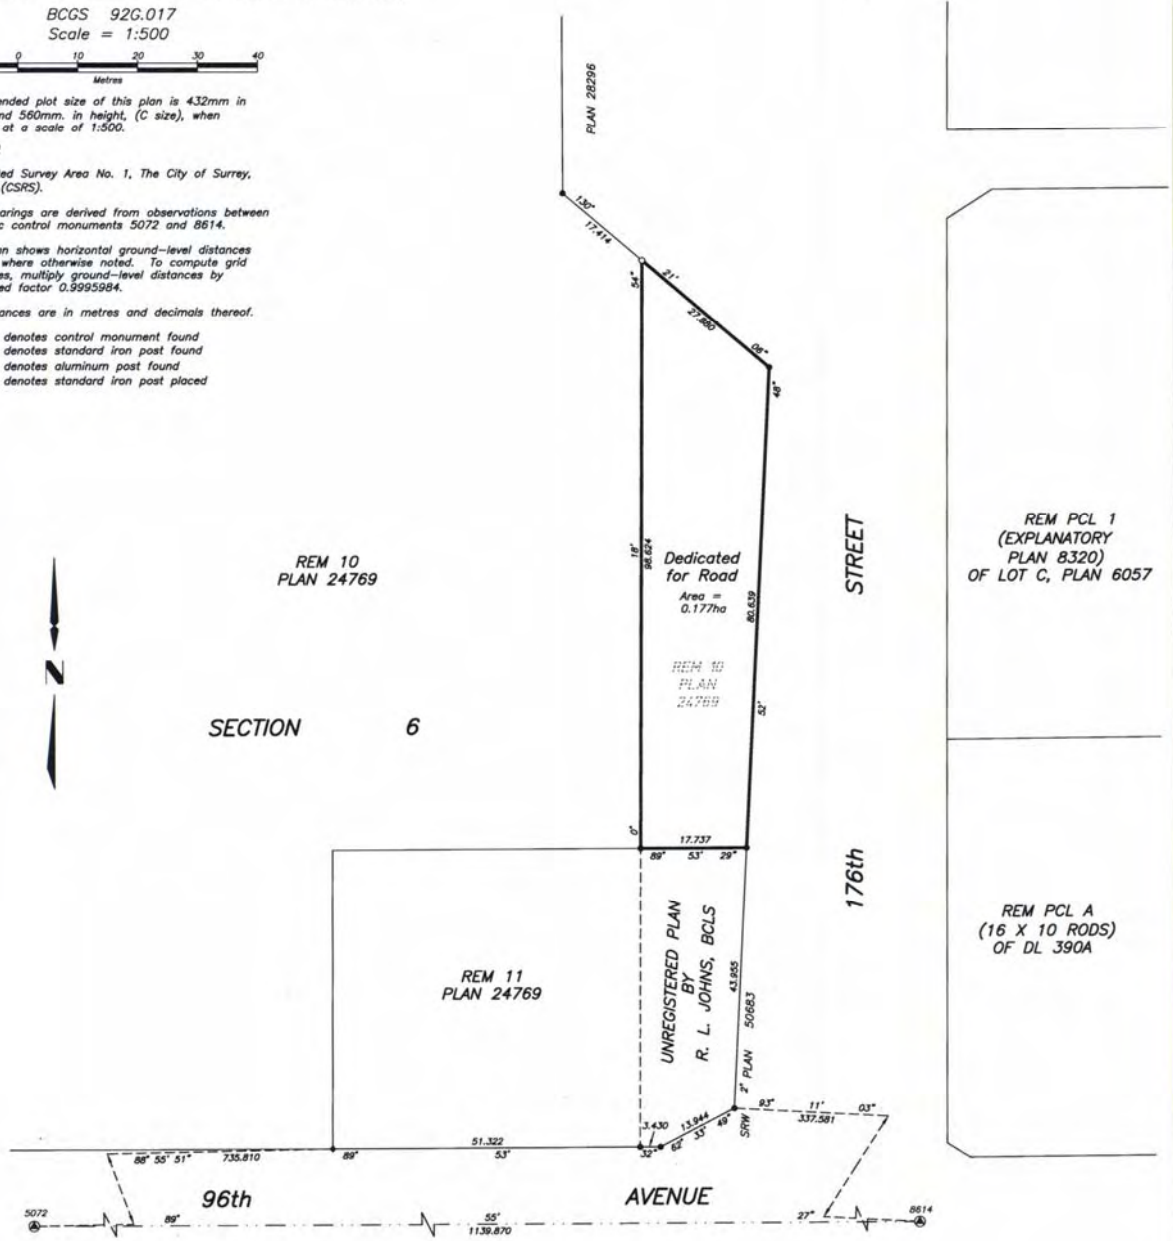 BCGS 92G.017
Scale = 1:500
0 10 20 30 40
Metres
ended plot size of this plan is 432mm in
nd 560mm. in height, (C size), when
at a scale of 1:500.
ed Survey Area No. 1, The City of Surrey,
(CSRS).
arings are derived from observations between
c control monuments 5072 and 8614.
n shows horizontal ground-level distances
where otherwise noted. To compute grid
es, multiply ground-level distances by
ed factor 0.9995984.
ances are in metres and decimals thereof.
denotes control monument found
denotes standard iron post found
denotes aluminum post found
denotes standard iron post placed
PLAN 28296
130°
17.414
54"
21'
27.880
06"
48"
REM 10
PLAN 24769
18'
98.624
Dedicated
for Road
Area =
0.177ha
80.639
STREET
REM PCL 1
(EXPLANATORY
PLAN 8320)
OF LOT C, PLAN 6057
N
REM 10
PLAN
24769
52'
SECTION 6
0°
17.737
89° 53' 29"
176th
REM PCL A
(16 X 10 RODS)
OF DL 390A
REM 11
PLAN 24769
UNREGISTERED PLAN
BY
R. L. JOHNS, BCLS
43.955
2° PLAN 50683
SRW
93° 11' 03"
337.581
3.430
13.944
62° 33' 49"
51.322
88° 55' 51" 735.810
89° 53' 32"
96th AVENUE
5072
89° 55' 27"
1139.870
8614